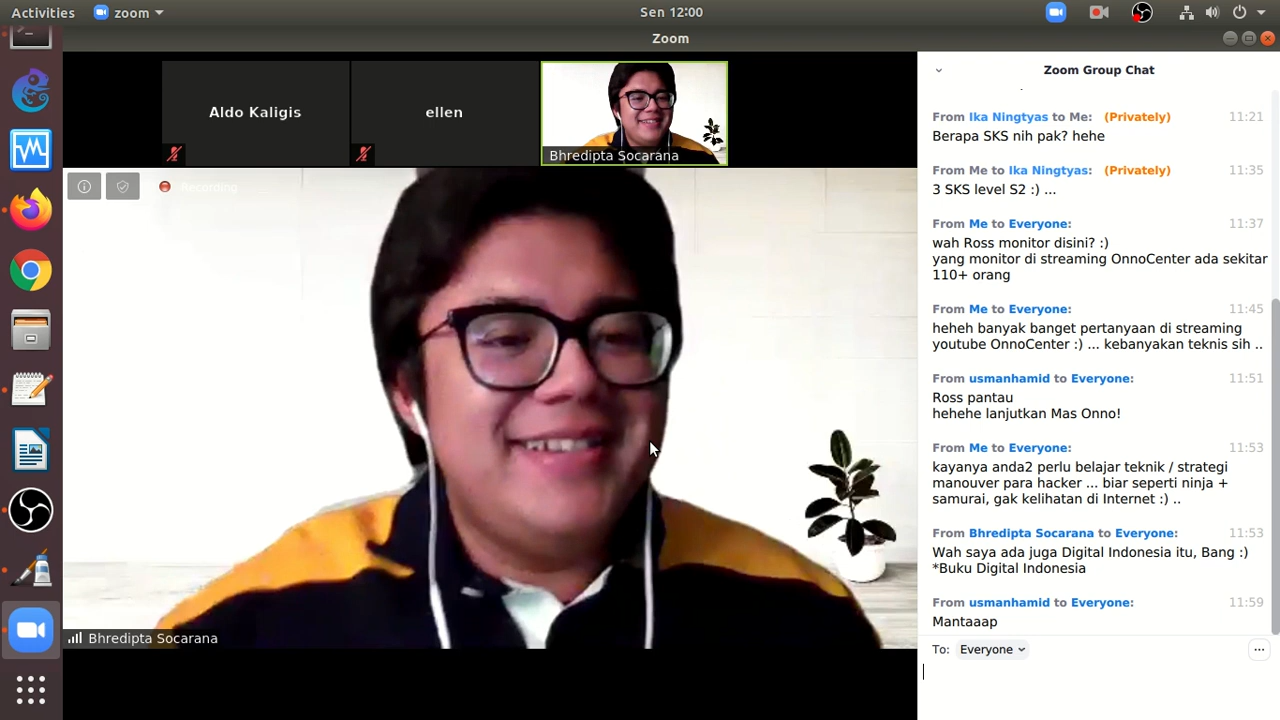 Activities
zoom
Sen 12:00
Zoom
Aldo Kaligis
ellen
Bhredipta Socarana
Recording
Bhredipta Socarana
Zoom Group Chat
From Ika Ningtyas to Me: (Privately) 11:21
Berapa SKS nih pak? hehe
From Me to Ika Ningtyas: (Privately) 11:35
3 SKS level S2 :) ...
From Me to Everyone: 11:37
wah Ross monitor disini? :)
yang monitor di streaming OnnoCenter ada sekitar
110+ orang
From Me to Everyone: 11:45
heheh banyak banget pertanyaan di streaming
youtube OnnoCenter :) ... kebanyakan teknis sih ..
From usmanhamid to Everyone: 11:51
Ross pantau
hehehe lanjutkan Mas Onno!
From Me to Everyone: 11:53
kayanya anda2 perlu belajar teknik / strategi
manouver para hacker ... biar seperti ninja +
samurai, gak kelihatan di Internet :) ..
From Bhredipta Socarana to Everyone: 11:53
Wah saya ada juga Digital Indonesia itu, Bang :)
*Buku Digital Indonesia
From usmanhamid to Everyone: 11:59
Mantaaap
To: Everyone